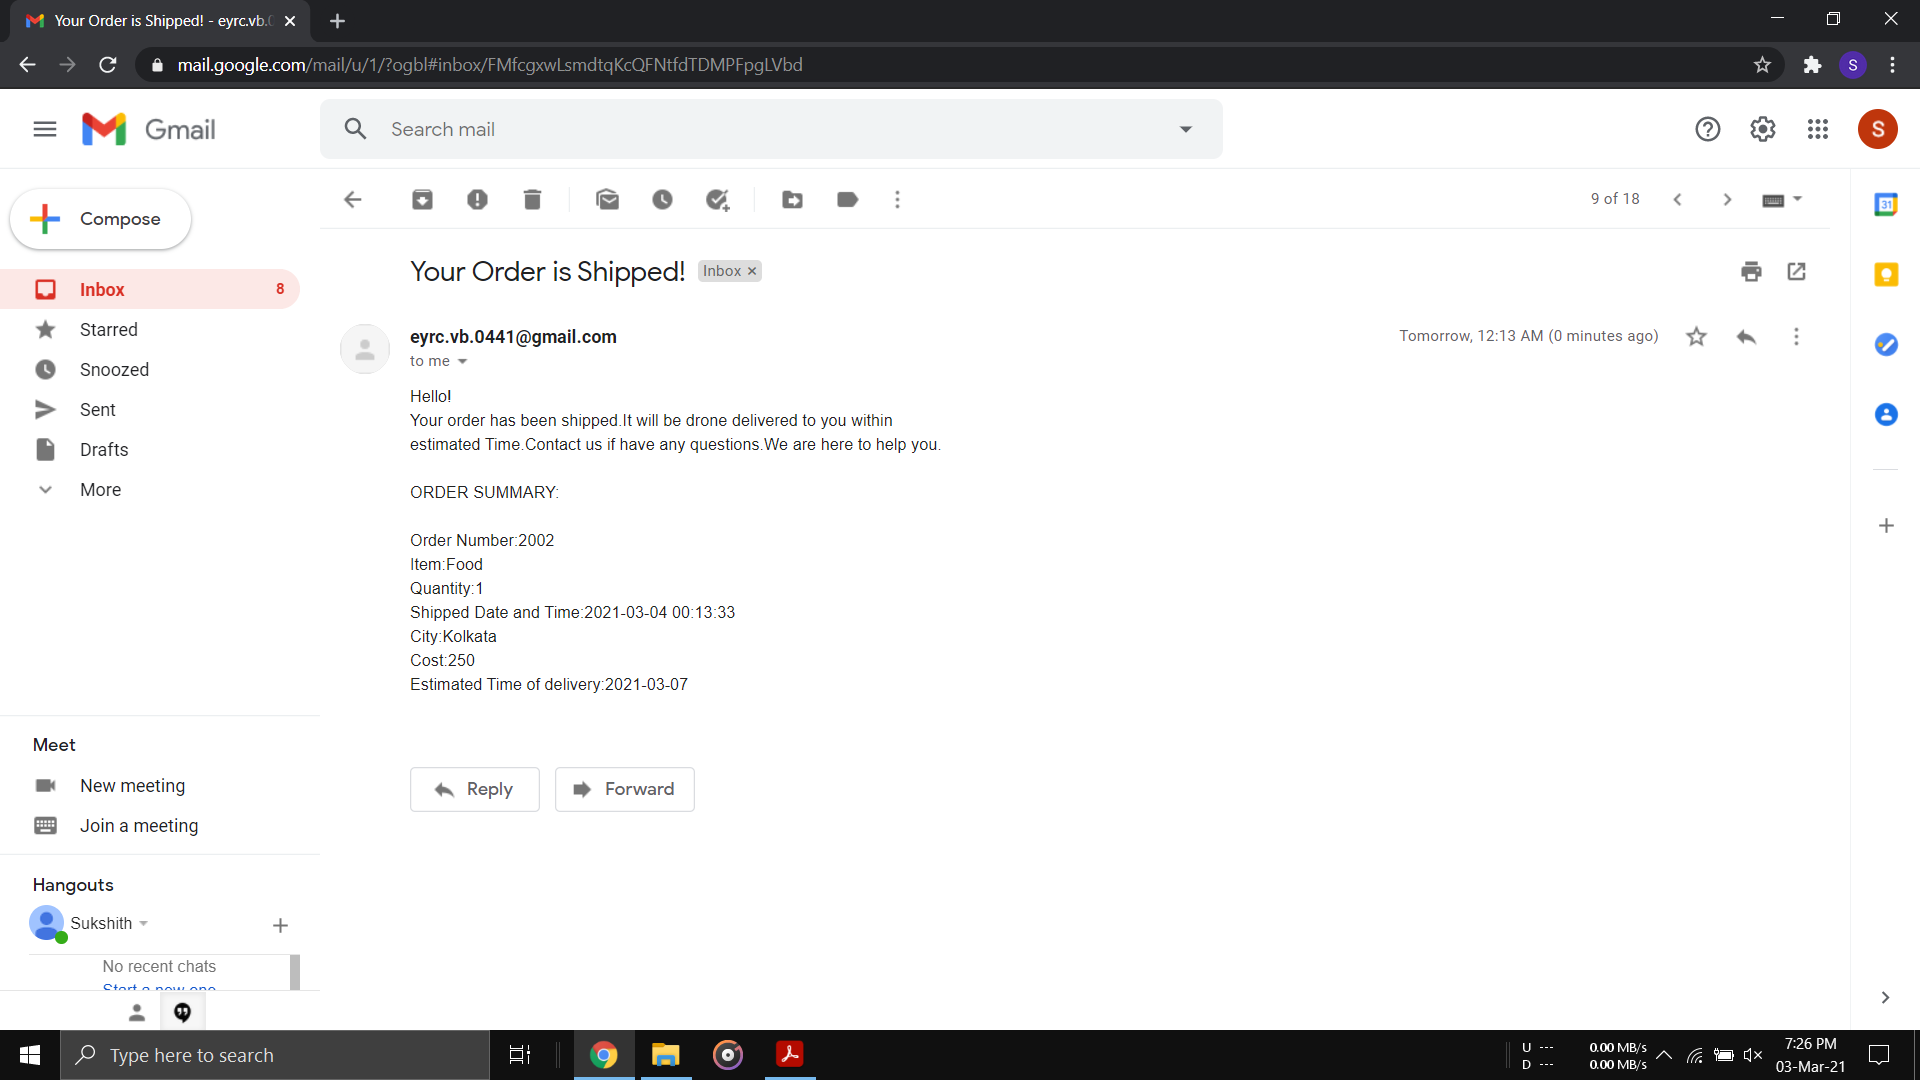 Your Order is Shipped! - eyrc.vb.0
mail.google.com/mail/u/1/?ogbl#inbox/FMfcgxwLsmdtqKcQFNtfdTDMPFpgLVbd
S
Gmail
Search mail
S
Compose
9 of 18
31
Your Order is Shipped!
Inbox
Inbox 8
Starred
Snoozed
Sent
Drafts
More
eyrc.vb.0441@gmail.com
Tomorrow, 12:13 AM (0 minutes ago)
to me
Hello!
Your order has been shipped.It will be drone delivered to you within
estimated Time.Contact us if have any questions.We are here to help you.
ORDER SUMMARY:
Order Number:2002
Item:Food
Quantity:1
Shipped Date and Time:2021-03-04 00:13:33
City:Kolkata
Cost:250
Estimated Time of delivery:2021-03-07
Reply
Forward
Meet
New meeting
Join a meeting
Hangouts
Sukshith
No recent chats
Start a new one
Type here to search
U --- 0.00 MB/s
D --- 0.00 MB/s
7:26 PM
03-Mar-21